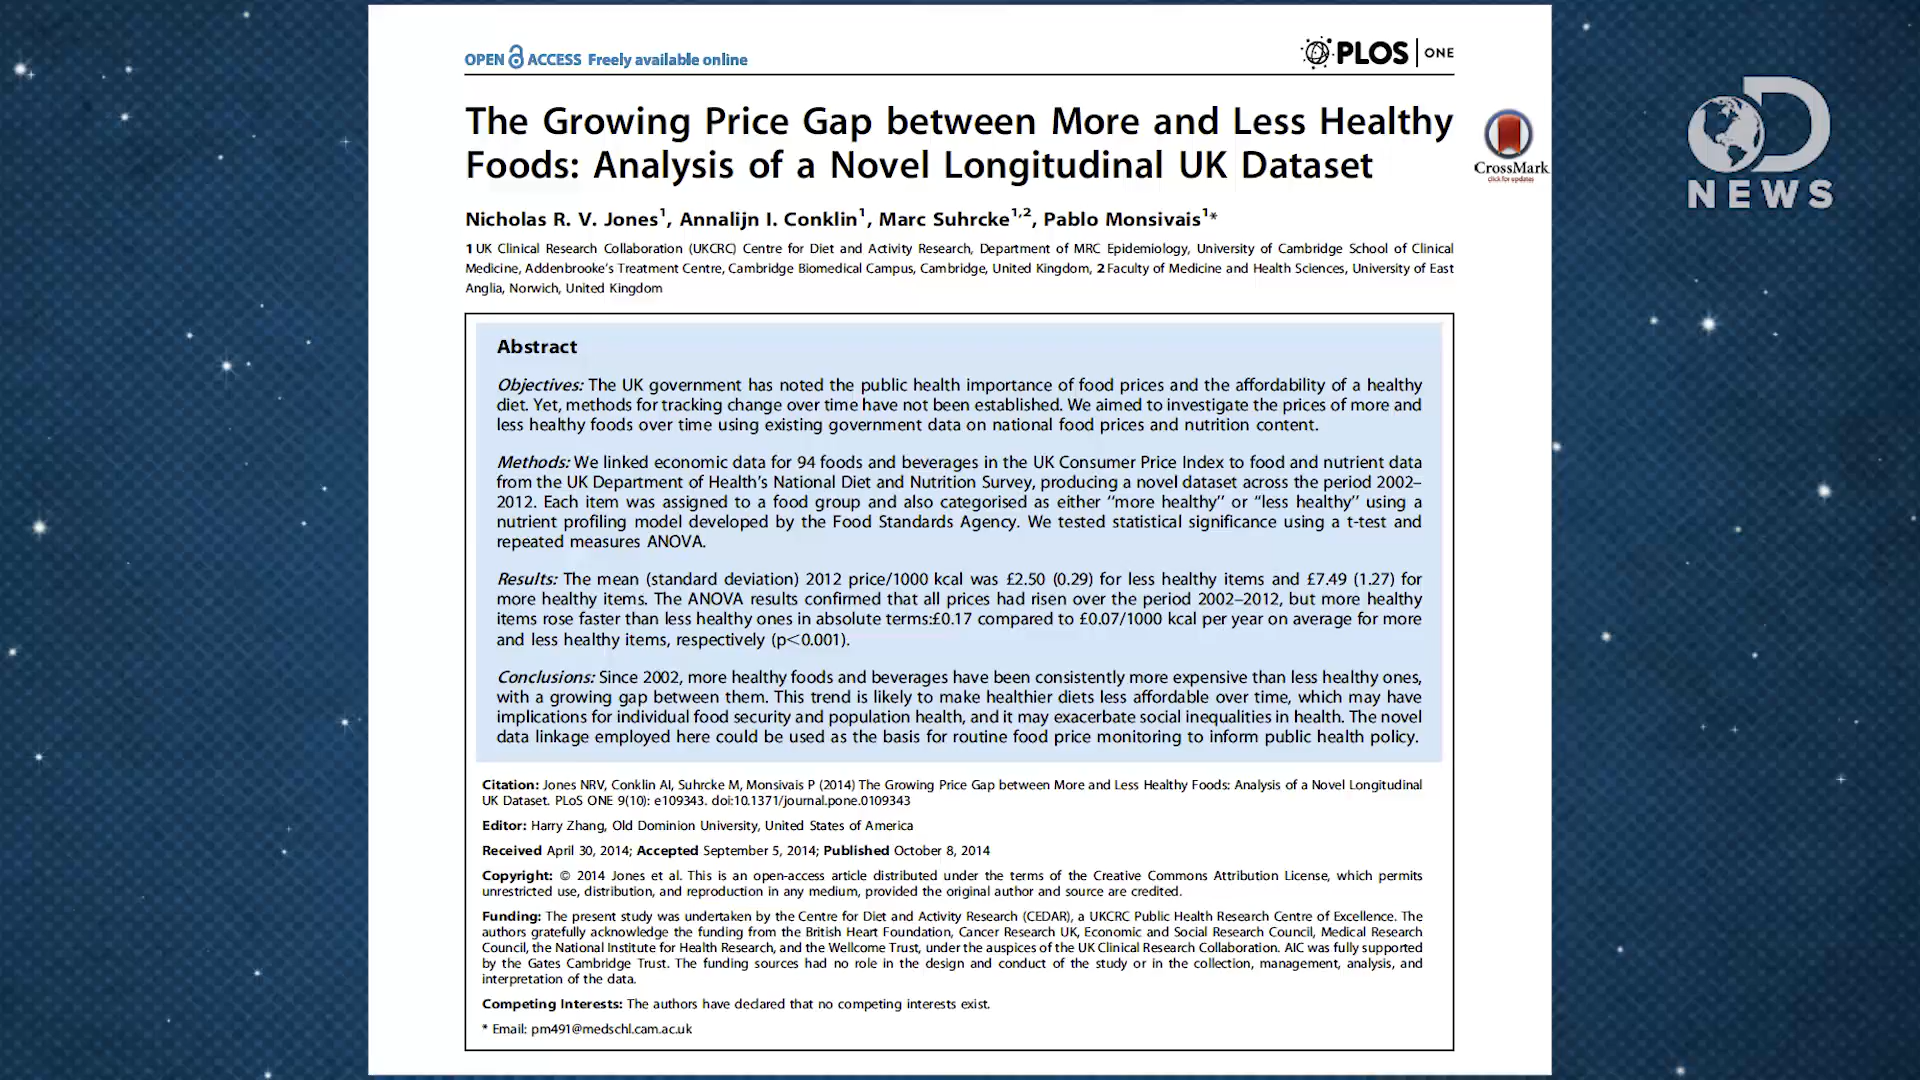 OPEN ACCESS Freely available online
PLOS | ONE
The Growing Price Gap between More and Less Healthy
Foods: Analysis of a Novel Longitudinal UK Dataset
CrossMark
click for updates
D
NEWS
Nicholas R. V. Jones1, Annalijn I. Conklin1, Marc Suhrcke1,2, Pablo Monsivais1*
1 UK Clinical Research Collaboration (UKCRC) Centre for Diet and Activity Research, Department of MRC Epidemiology, University of Cambridge School of Clinical
Medicine, Addenbrooke's Treatment Centre, Cambridge Biomedical Campus, Cambridge, United Kingdom, 2 Faculty of Medicine and Health Sciences, University of East
Anglia, Norwich, United Kingdom
Abstract
Objectives: The UK government has noted the public health importance of food prices and the affordability of a healthy
diet. Yet, methods for tracking change over time have not been established. We aimed to investigate the prices of more and
less healthy foods over time using existing government data on national food prices and nutrition content.
Methods: We linked economic data for 94 foods and beverages in the UK Consumer Price Index to food and nutrient data
from the UK Department of Health's National Diet and Nutrition Survey, producing a novel dataset across the period 2002–
2012. Each item was assigned to a food group and also categorised as either ‘‘more healthy’’ or “less healthy’’ using a
nutrient profiling model developed by the Food Standards Agency. We tested statistical significance using a t-test and
repeated measures ANOVA.
Results: The mean (standard deviation) 2012 price/1000 kcal was £2.50 (0.29) for less healthy items and £7.49 (1.27) for
more healthy items. The ANOVA results confirmed that all prices had risen over the period 2002–2012, but more healthy
items rose faster than less healthy ones in absolute terms:£0.17 compared to £0.07/1000 kcal per year on average for more
and less healthy items, respectively (p<0.001).
Conclusions: Since 2002, more healthy foods and beverages have been consistently more expensive than less healthy ones,
with a growing gap between them. This trend is likely to make healthier diets less affordable over time, which may have
implications for individual food security and population health, and it may exacerbate social inequalities in health. The novel
data linkage employed here could be used as the basis for routine food price monitoring to inform public health policy.
Citation: Jones NRV, Conklin AI, Suhrcke M, Monsivais P (2014) The Growing Price Gap between More and Less Healthy Foods: Analysis of a Novel Longitudinal
UK Dataset. PLoS ONE 9(10): e109343. doi:10.1371/journal.pone.0109343
Editor: Harry Zhang, Old Dominion University, United States of America
Received April 30, 2014; Accepted September 5, 2014; Published October 8, 2014
Copyright: © 2014 Jones et al. This is an open-access article distributed under the terms of the Creative Commons Attribution License, which permits
unrestricted use, distribution, and reproduction in any medium, provided the original author and source are credited.
Funding: The present study was undertaken by the Centre for Diet and Activity Research (CEDAR), a UKCRC Public Health Research Centre of Excellence. The
authors gratefully acknowledge the funding from the British Heart Foundation, Cancer Research UK, Economic and Social Research Council, Medical Research
Council, the National Institute for Health Research, and the Wellcome Trust, under the auspices of the UK Clinical Research Collaboration. AIC was fully supported
by the Gates Cambridge Trust. The funding sources had no role in the design and conduct of the study or in the collection, management, analysis, and
interpretation of the data.
Competing Interests: The authors have declared that no competing interests exist.
* Email: pm491@medschl.cam.ac.uk